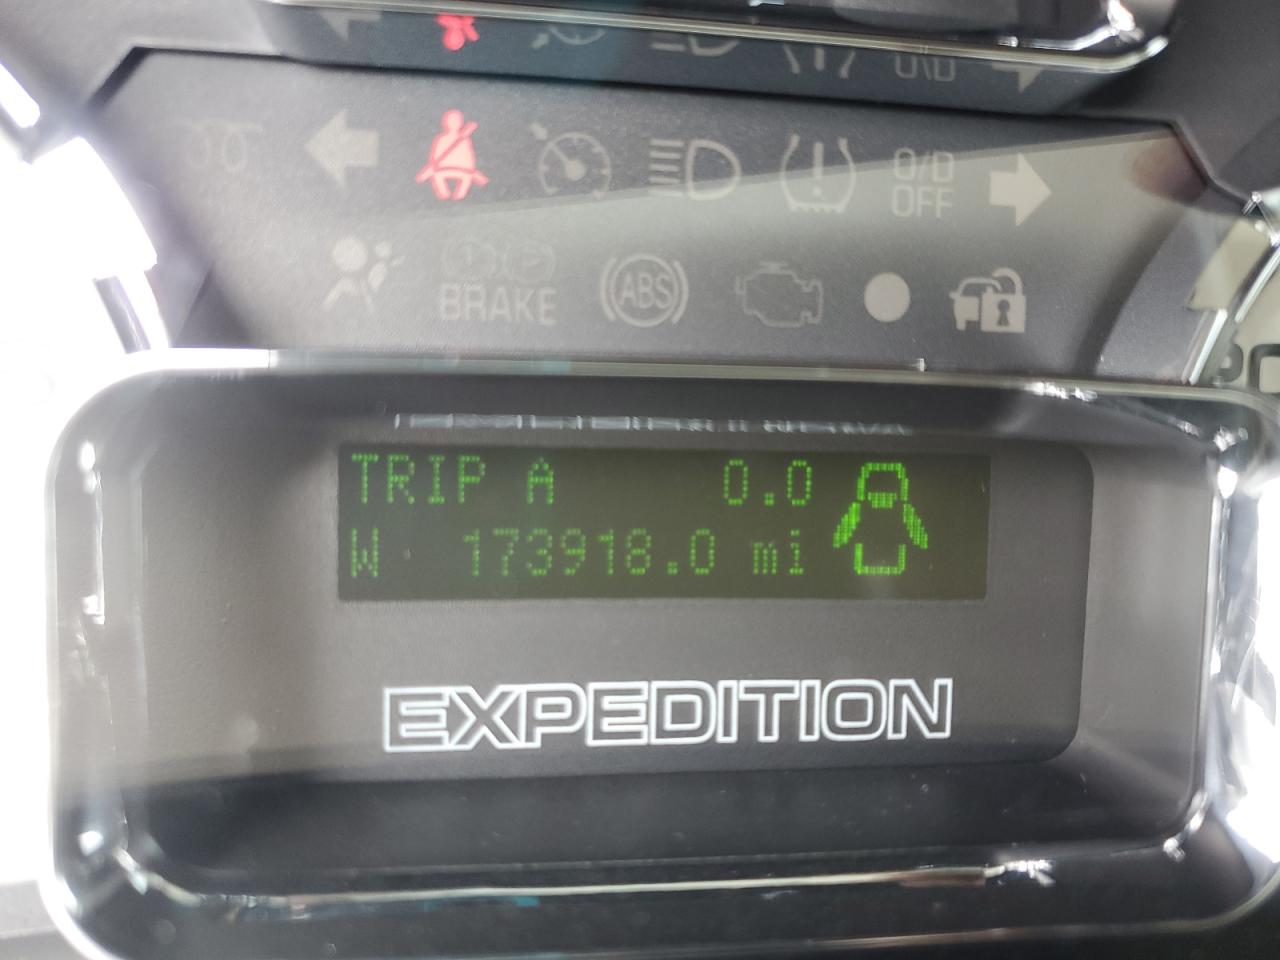 O/D
OFF
BRAKE
ABS
TRIP A 0.0
W 173918.0 mi
EXPEDITION